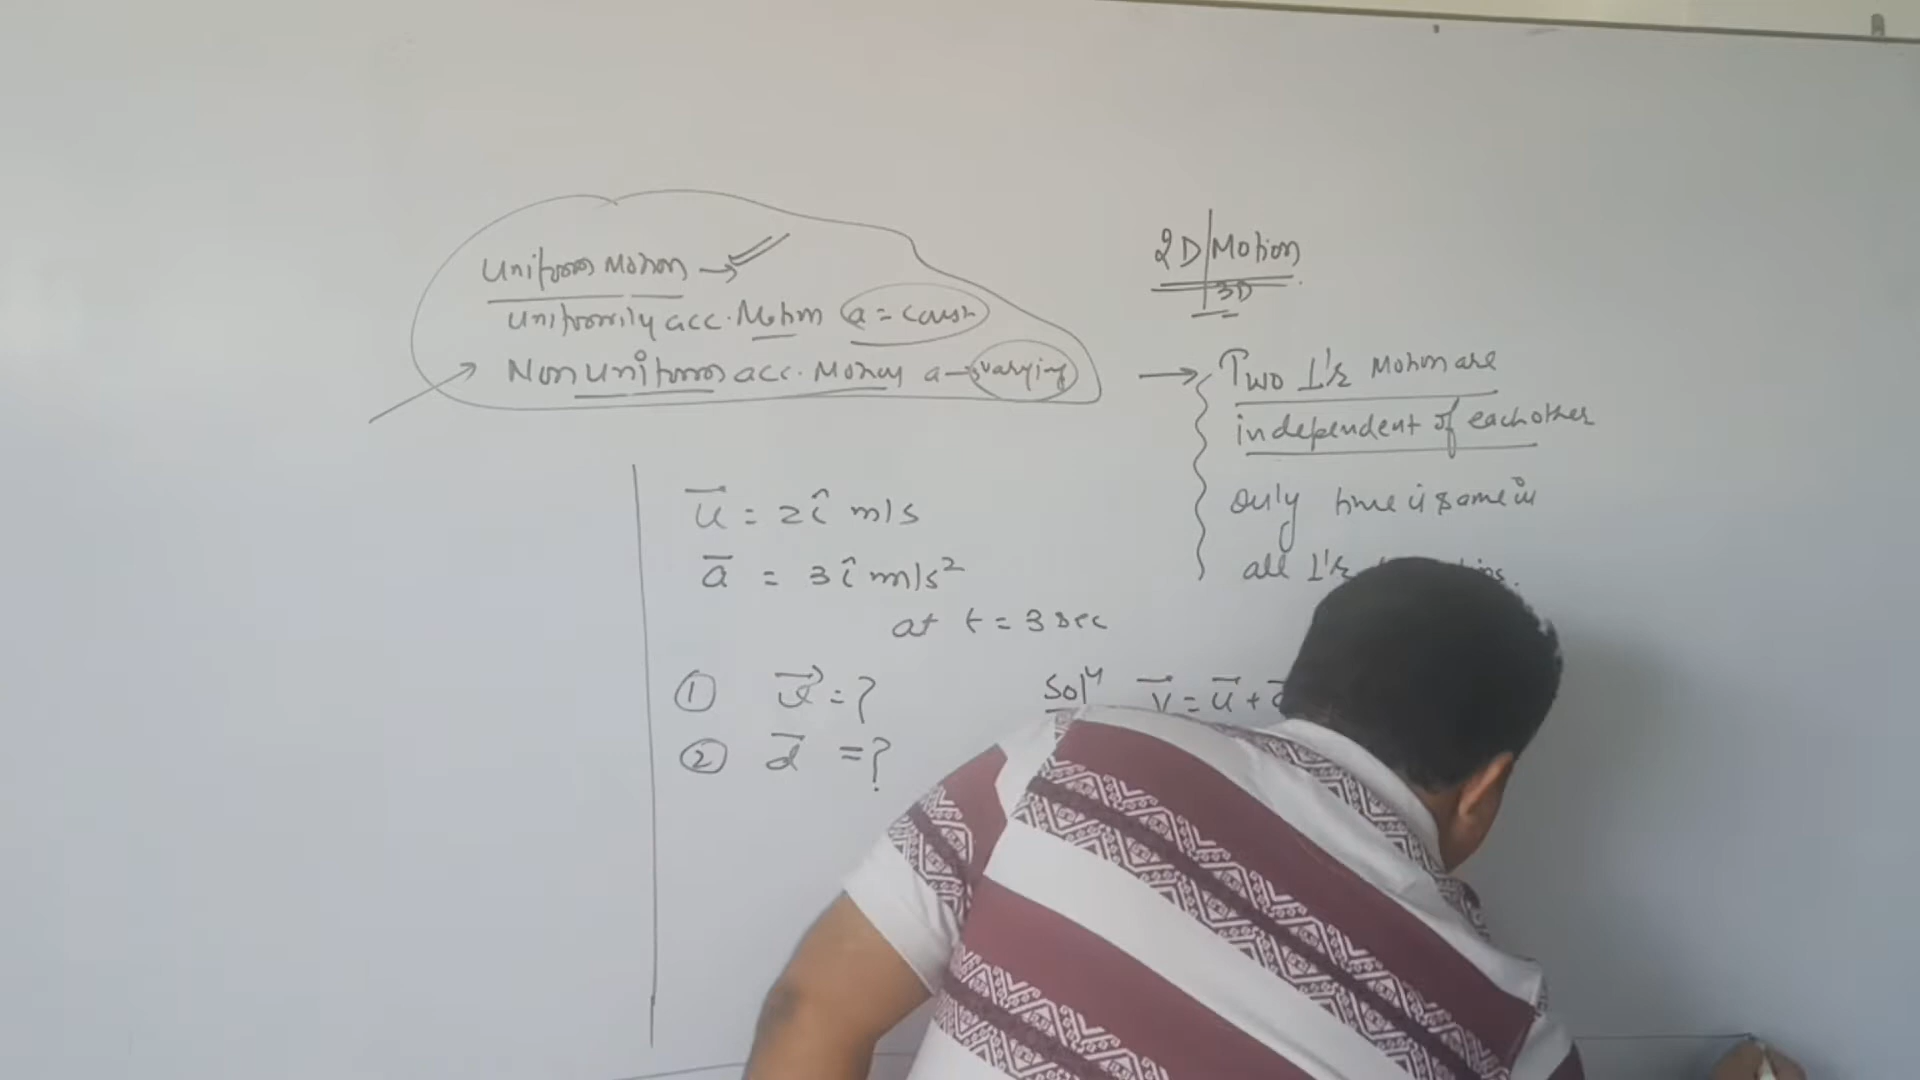 Uniform Motion →
Uniformly acc. Motion a = const
Non uniform acc. Motion a → varying
2D Motion
3D
→ Two ⊥'r Motion are
independent of each other
only time is same in
all ⊥'r
u = 2î m/s
a = 3î m/s²
at t = 3 sec
① v = ?
② d = ?
Solⁿ v = u +